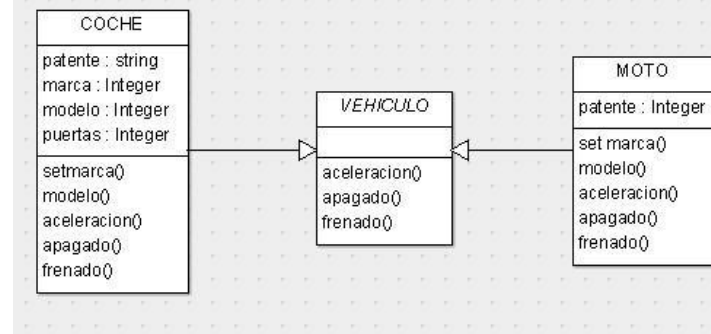 COCHE
patente : string
marca : Integer
modelo : Integer
puertas : Integer
setmarca()
modelo()
aceleracion()
apagado()
frenado()
VEHICULO
aceleracion()
apagado()
frenado()
MOTO
patente : Integer
set marca()
modelo()
aceleracion()
apagado()
frenado()